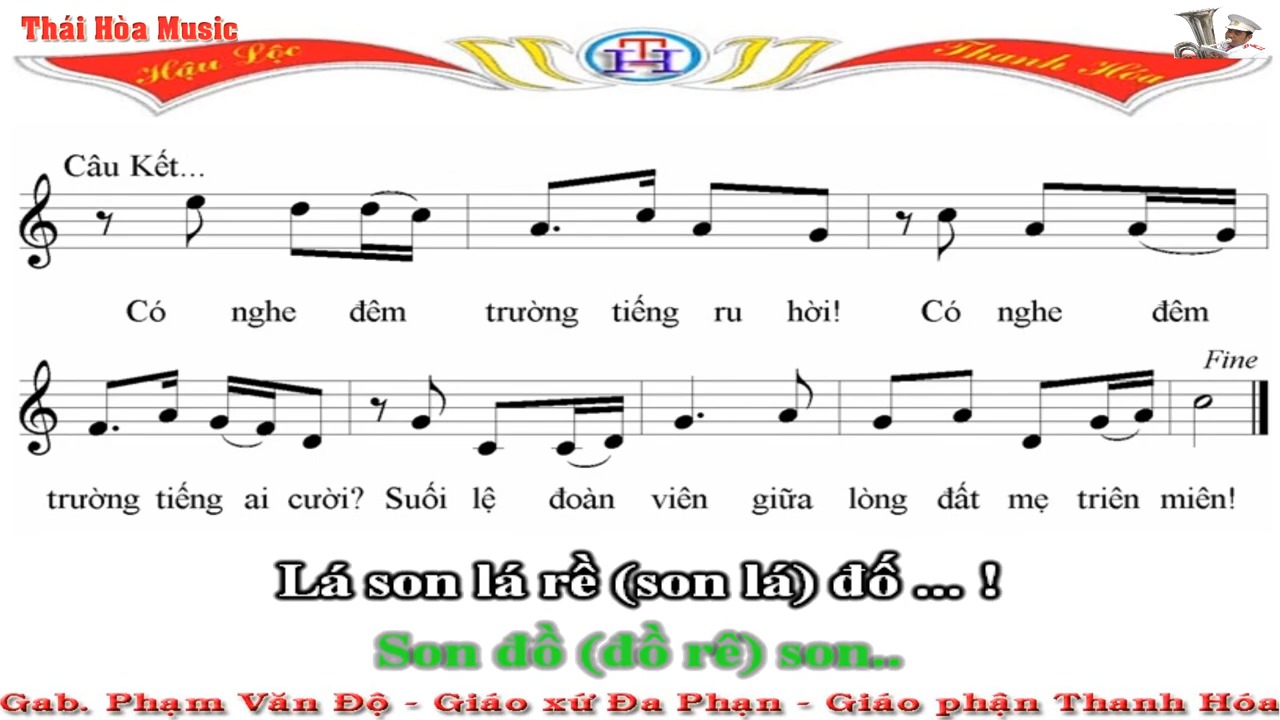 Thái Hòa Music
Hậu Lộc
TH
Thanh Hóa
Câu Kết...
Có nghe đêm trường tiếng ru hời! Có nghe đêm
Fine
trường tiếng ai cười? Suối lệ đoàn viên giữa lòng đất mẹ triên miên!
Lá son lá rề (son lá) đố ... !
Son đồ (đồ rê) son..
Gab. Phạm Văn Độ - Giáo xứ Đa Phạn - Giáo phận Thanh Hóa